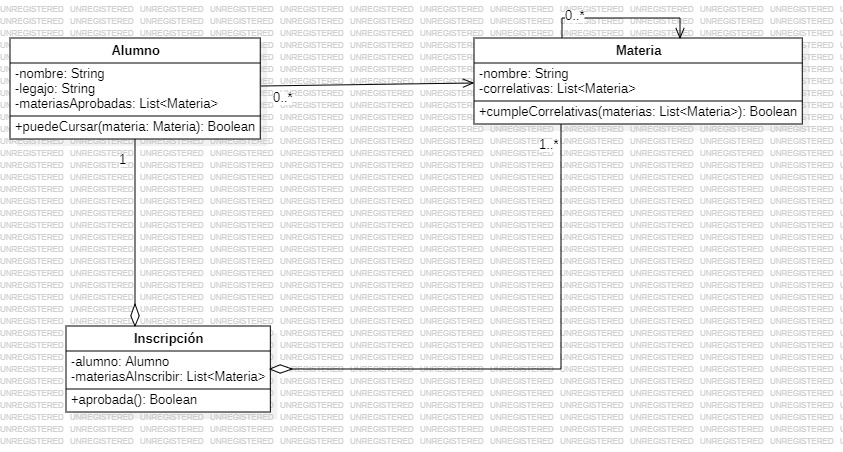 0..*
Alumno
-nombre: String
-legajo: String
-materiasAprobadas: List<Materia>
+puedeCursar(materia: Materia): Boolean
0..*
Materia
-nombre: String
-correlativas: List<Materia>
+cumpleCorrelativas(materias: List<Materia>): Boolean
1
1..*
Inscripción
-alumno: Alumno
-materiasAInscribir: List<Materia>
+aprobada(): Boolean
UNREGISTERED